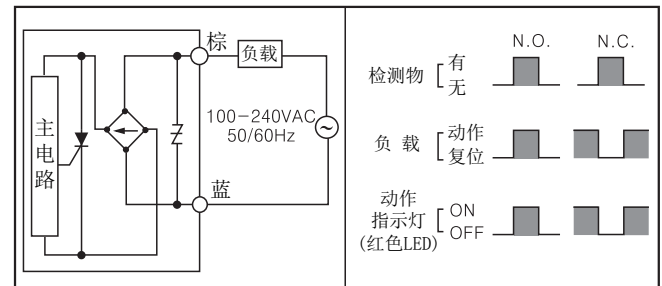 棕
负载
主电路
100-240VAC
50/60Hz
蓝
N.O. N.C.
检测物 有
无
负 载 动作
复位
动作
指示灯
(红色LED)
ON
OFF